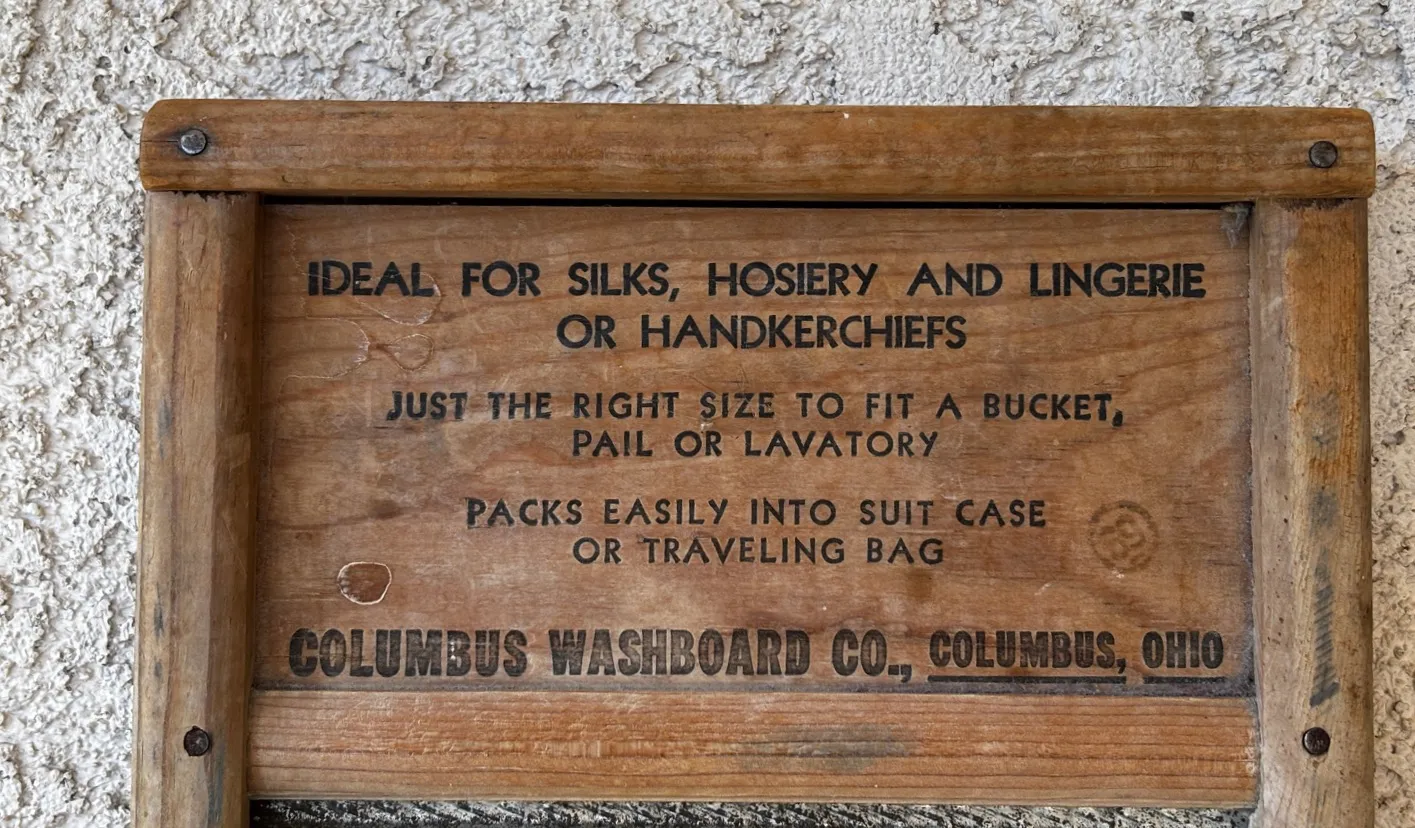 IDEAL FOR SILKS, HOSIERY AND LINGERIE
OR HANDKERCHIEFS
JUST THE RIGHT SIZE TO FIT A BUCKET,
PAIL OR LAVATORY
PACKS EASILY INTO SUIT CASE
OR TRAVELING BAG
COLUMBUS WASHBOARD CO., COLUMBUS, OHIO